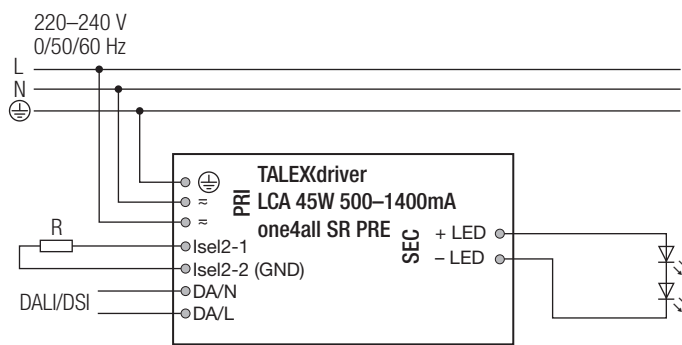 220–240 V
0/50/60 Hz
L
N
TALEXXdriver
LCA 45W 500–1400mA
one4all SR PRE
PRI
≈
≈
R
Isel2-1
Isel2-2 (GND)
DALI/DSI
DA/N
DA/L
SEC
+ LED
– LED